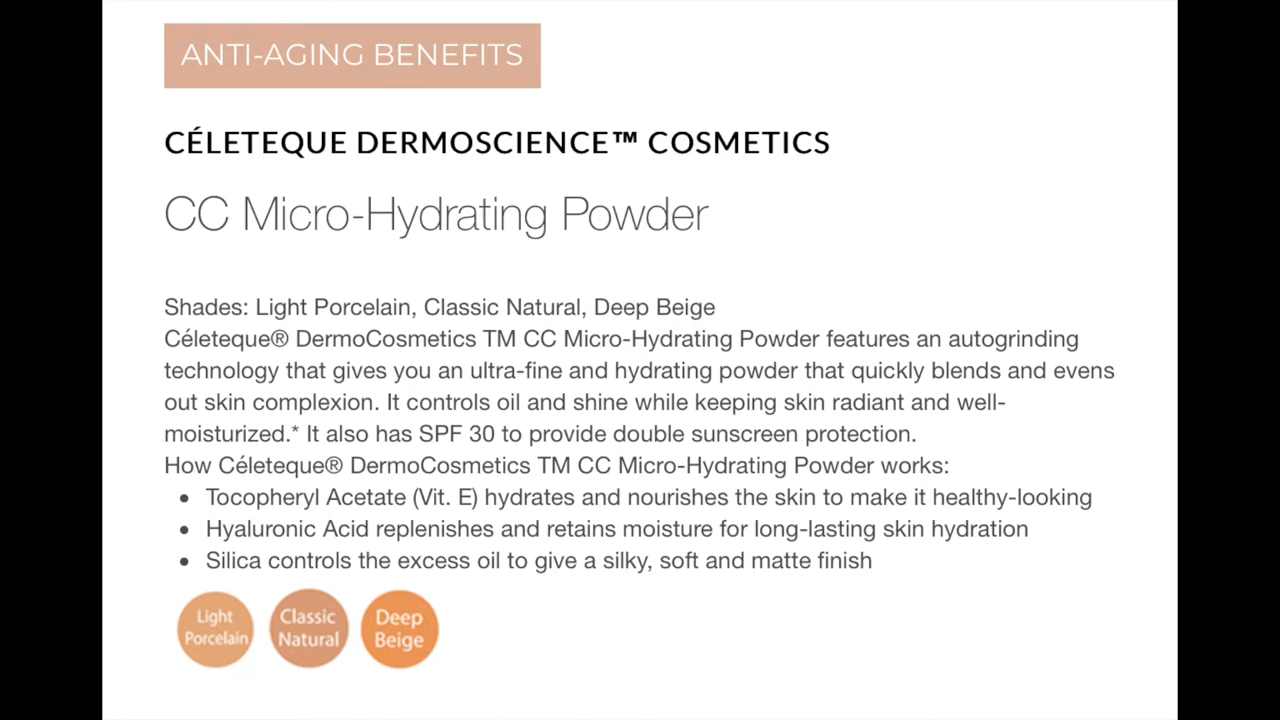 ANTI-AGING BENEFITS
CÉLETEQUE DERMOSCIENCE™ COSMETICS
CC Micro-Hydrating Powder
Shades: Light Porcelain, Classic Natural, Deep Beige
Céleteque® DermoCosmetics TM CC Micro-Hydrating Powder features an autogrinding
technology that gives you an ultra-fine and hydrating powder that quickly blends and evens
out skin complexion. It controls oil and shine while keeping skin radiant and well-
moisturized.* It also has SPF 30 to provide double sunscreen protection.
How Céleteque® DermoCosmetics TM CC Micro-Hydrating Powder works:
• Tocopheryl Acetate (Vit. E) hydrates and nourishes the skin to make it healthy-looking
• Hyaluronic Acid replenishes and retains moisture for long-lasting skin hydration
• Silica controls the excess oil to give a silky, soft and matte finish
Light
Porcelain
Classic
Natural
Deep
Beige